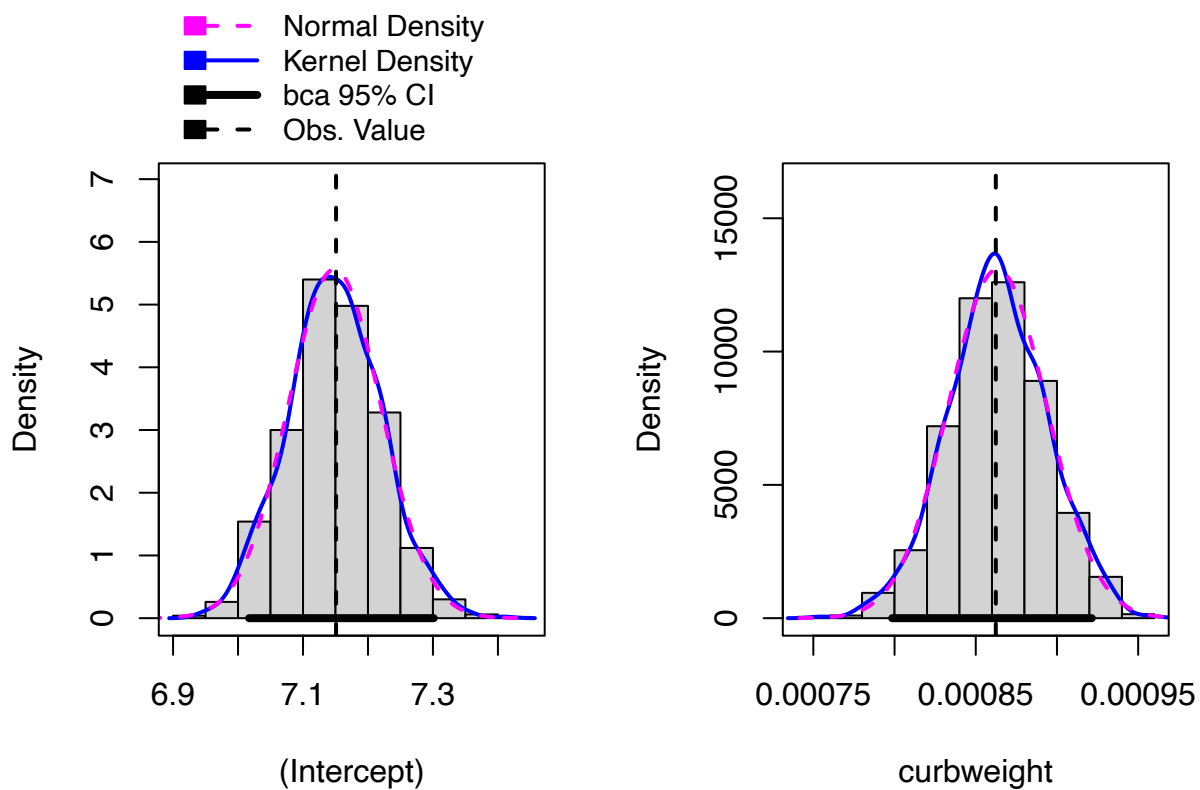 Normal Density
Kernel Density
bca 95% CI
Obs. Value
Density
7
6
5
4
3
2
1
0
6.9 7.1 7.3
(Intercept)
Density
15000
10000
5000
0
0.00075 0.00085 0.00095
curbweight